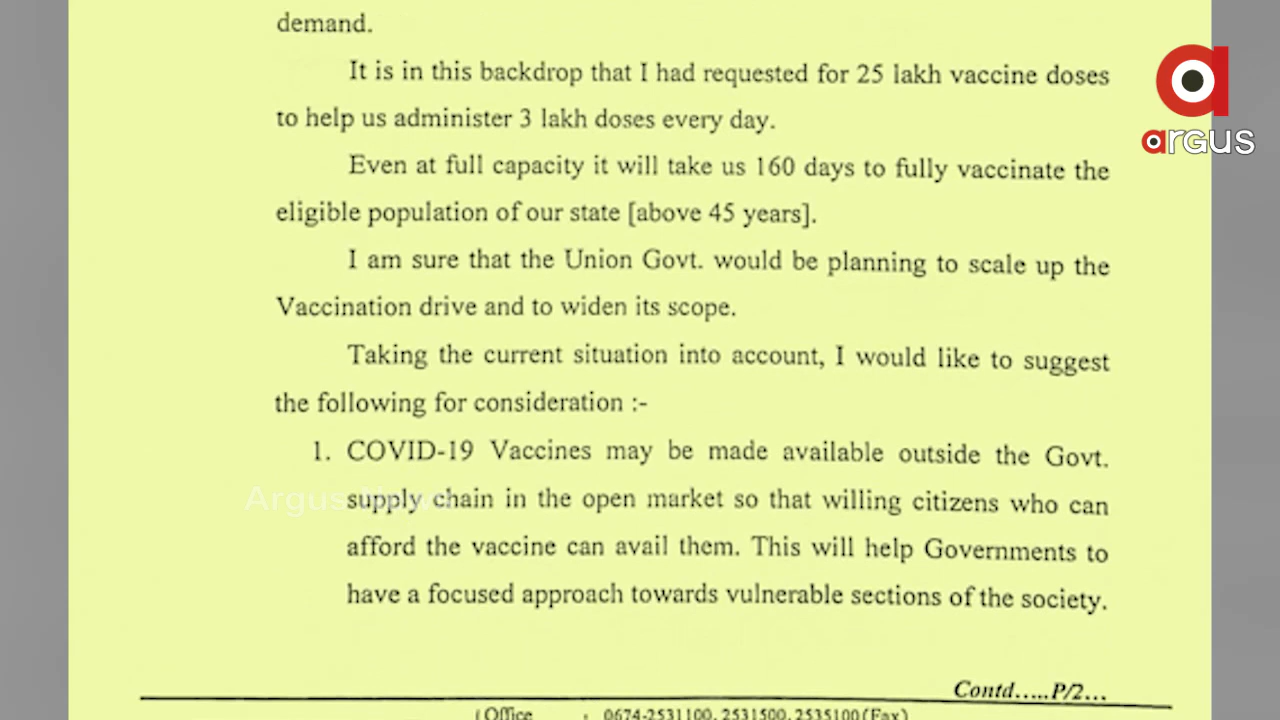 demand.
It is in this backdrop that I had requested for 25 lakh vaccine doses
to help us administer 3 lakh doses every day.
Even at full capacity it will take us 160 days to fully vaccinate the
eligible population of our state [above 45 years].
I am sure that the Union Govt. would be planning to scale up the
Vaccination drive and to widen its scope.
Taking the current situation into account, I would like to suggest
the following for consideration :-
1. COVID-19 Vaccines may be made available outside the Govt.
supply chain in the open market so that willing citizens who can
afford the vaccine can avail them. This will help Governments to
have a focused approach towards vulnerable sections of the society.
Contd.....P/2...
Office : 0674-2531100, 2531500, 2535100(Fax)
argus
Argus News